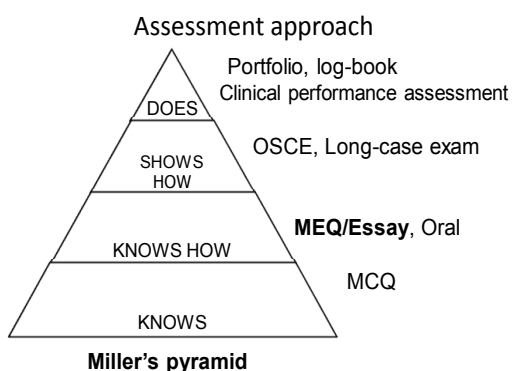 Assessment approach
Portfolio, log-book
Clinical performance assessment
DOES
OSCE, Long-case exam
SHOWS
HOW
MEQ/Essay, Oral
KNOWS HOW
MCQ
KNOWS
Miller's pyramid